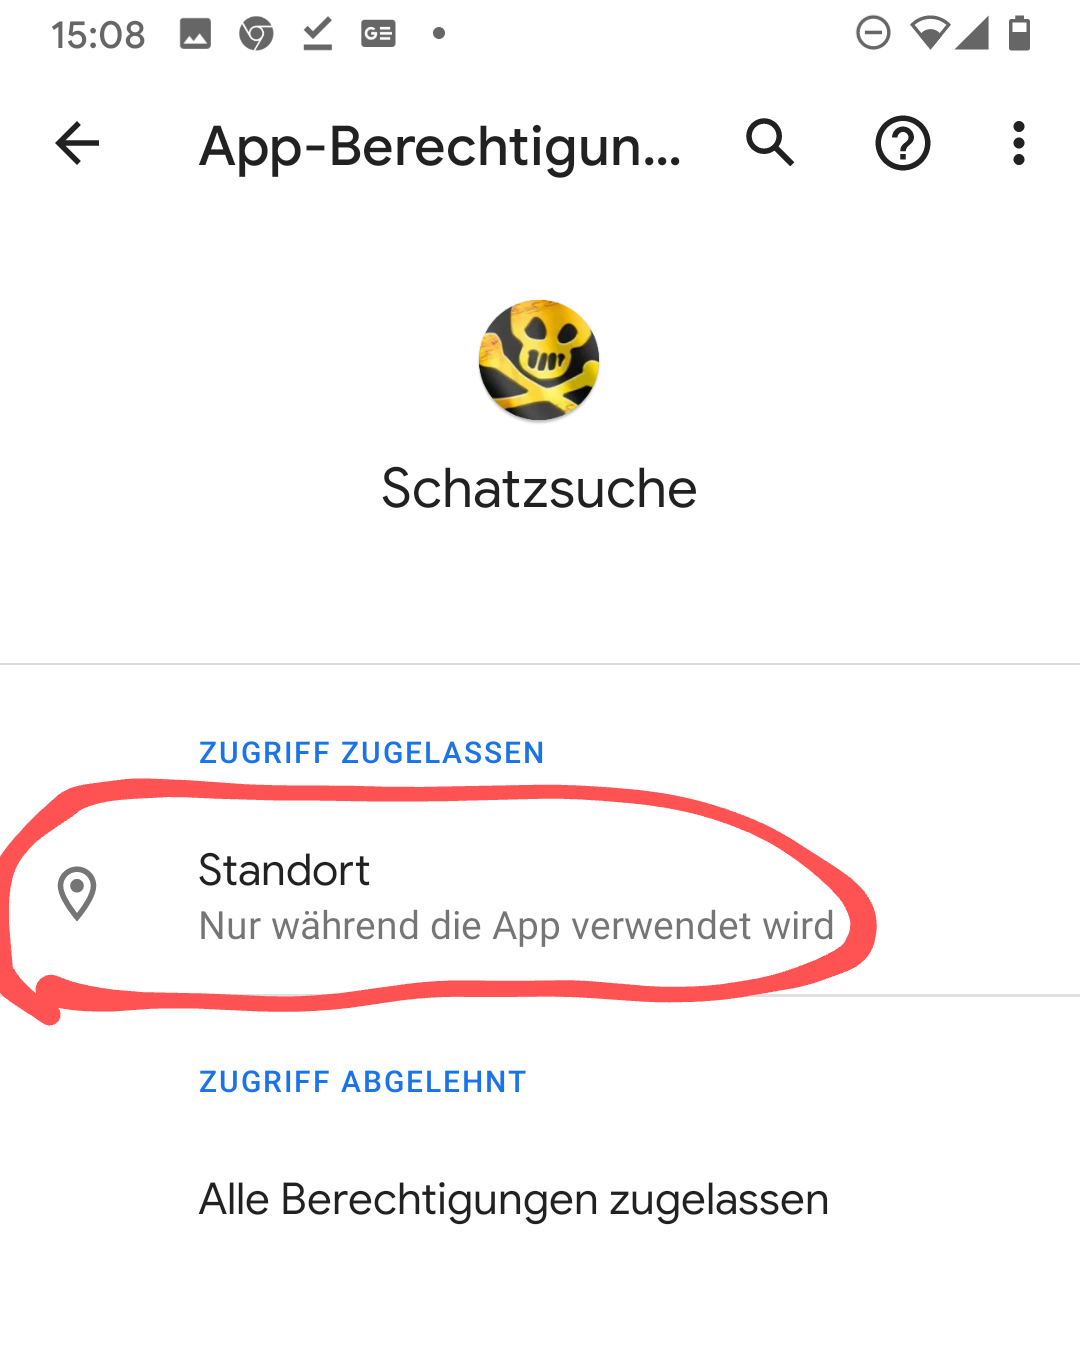 15:08 GE
App-Berechtigun...
Schatzsuche
ZUGRIFF ZUGELASSEN
Standort
Nur während die App verwendet wird
ZUGRIFF ABGELEHNT
Alle Berechtigungen zugelassen